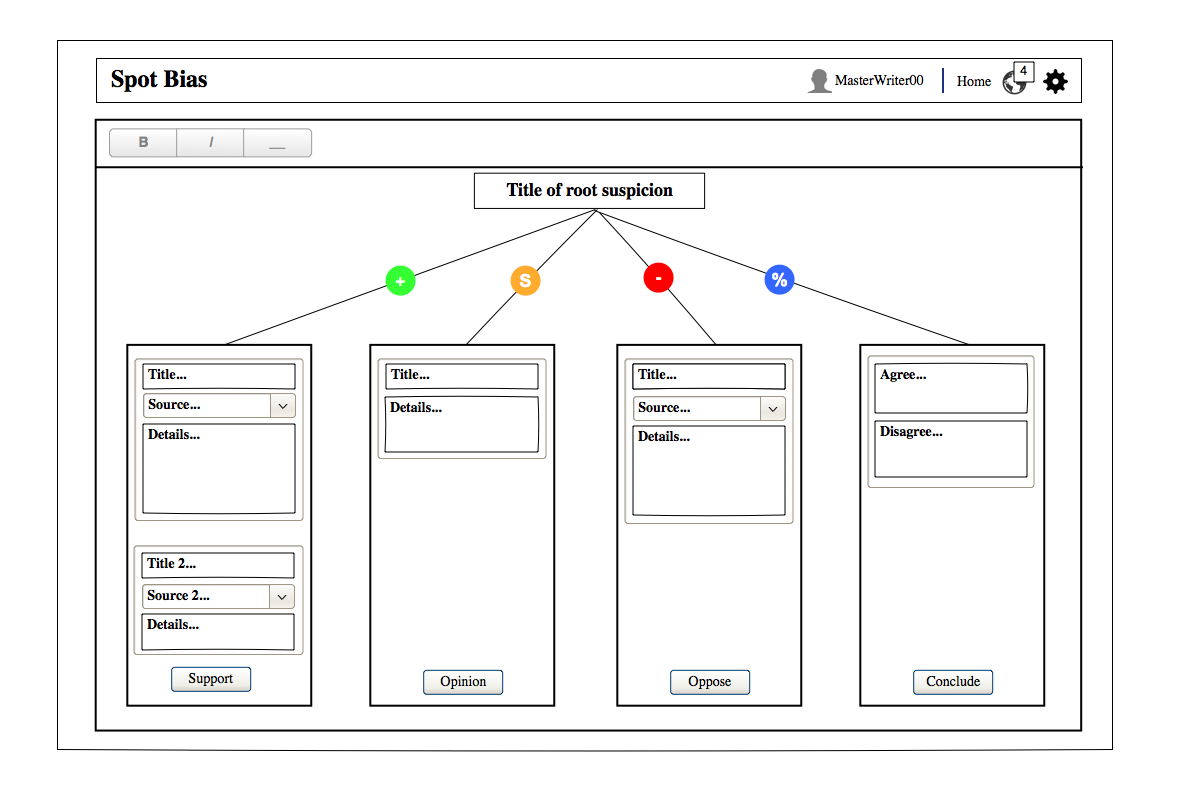 Spot Bias
MasterWriter00
Home
4
B
I
__
Title of root suspicion
+
S
-
%
Title...
Source...
Details...
Title 2...
Source 2...
Details...
Support
Title...
Details...
Opinion
Title...
Source...
Details...
Oppose
Agree...
Disagree...
Conclude